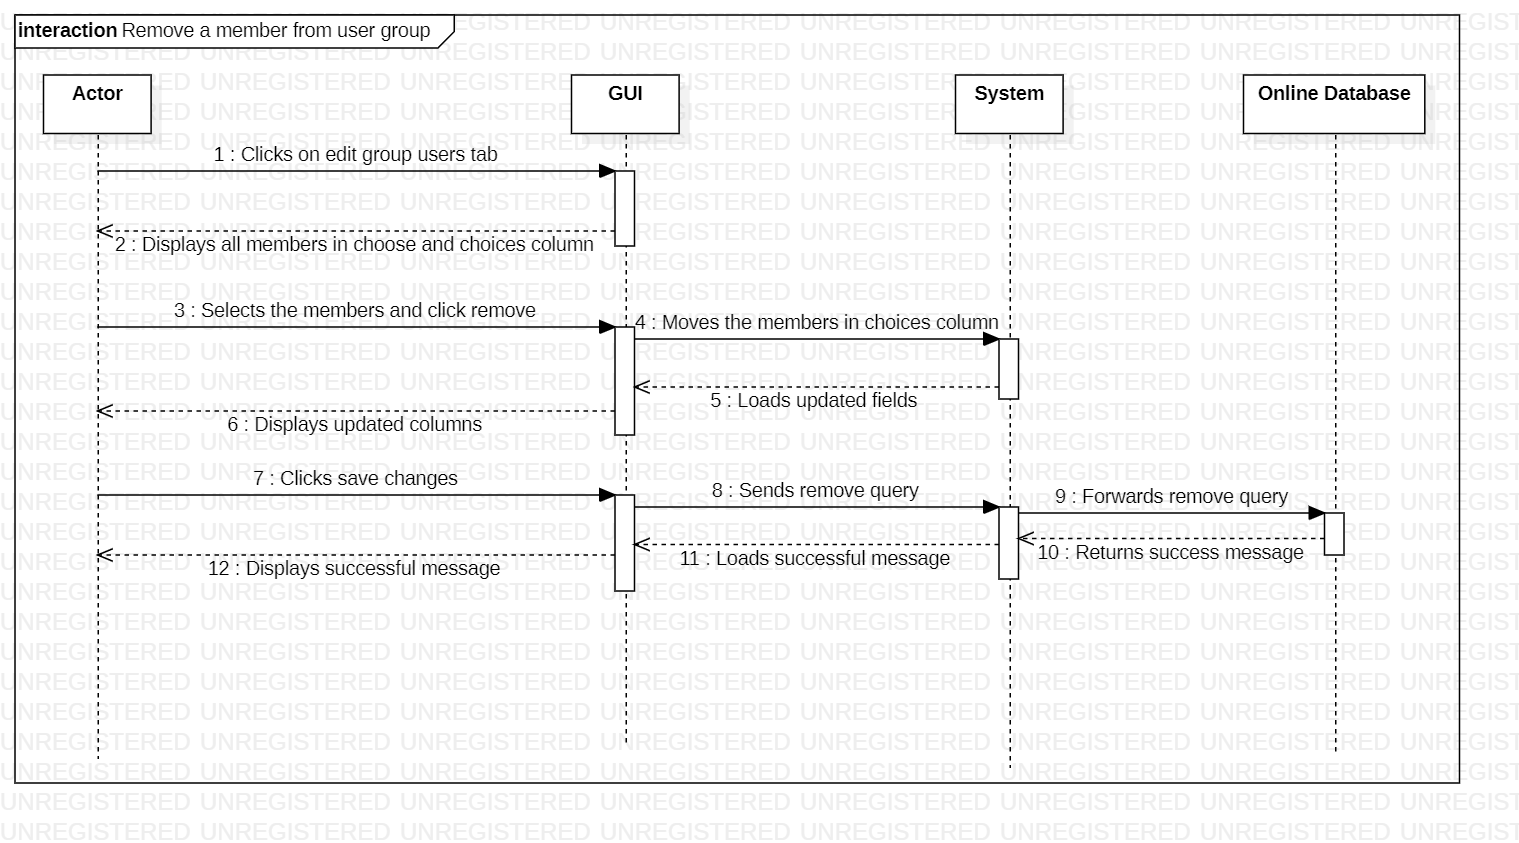 interaction Remove a member from user group
Actor
GUI
System
Online Database
1 : Clicks on edit group users tab
2 : Displays all members in choose and choices column
3 : Selects the members and click remove
4 : Moves the members in choices column
5 : Loads updated fields
6 : Displays updated columns
7 : Clicks save changes
8 : Sends remove query
9 : Forwards remove query
10 : Returns success message
11 : Loads successful message
12 : Displays successful message
UNREGISTERED